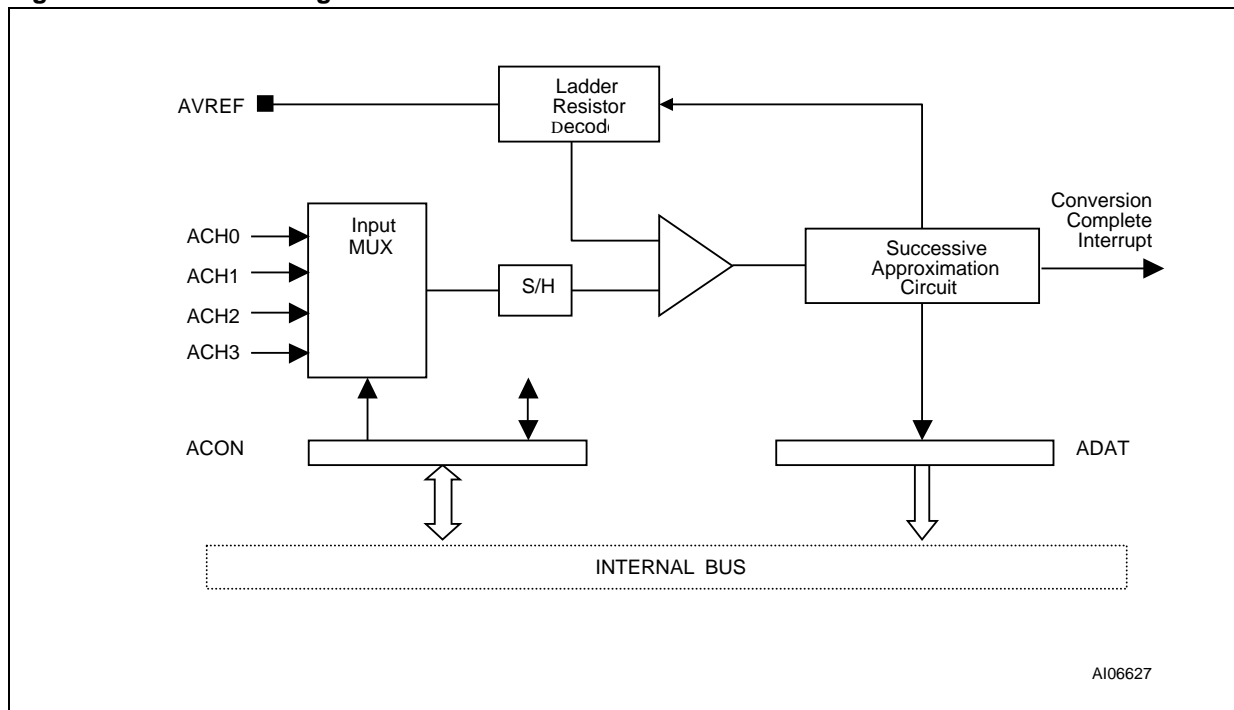 Ladder
Resistor
Decode
AVREF
Conversion
Complete
Interrupt
Input
MUX
ACH0
ACH1
ACH2
ACH3
S/H
Successive
Approximation
Circuit
ACON
ADAT
INTERNAL BUS
AI06627